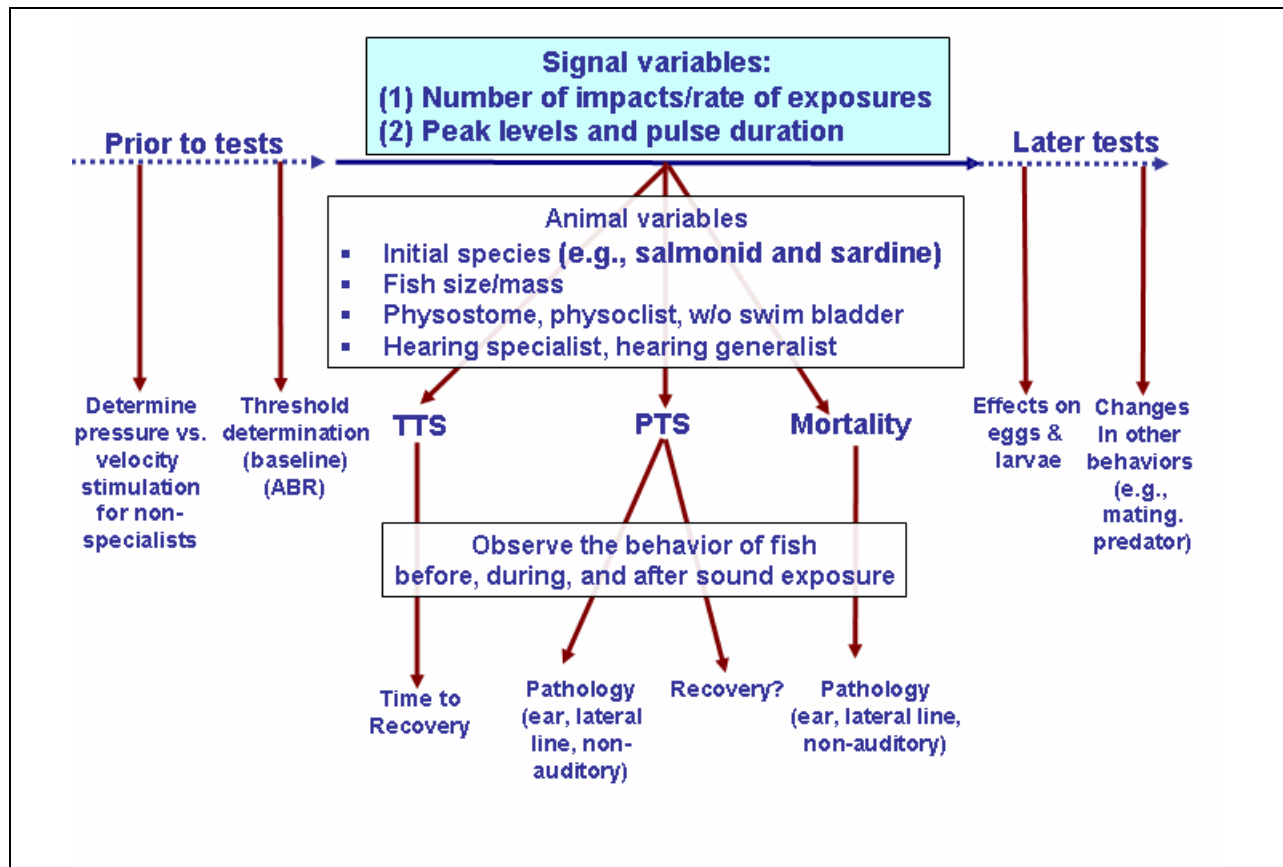 Signal variables:
(1) Number of impacts/rate of exposures
(2) Peak levels and pulse duration
Prior to tests
Later tests
Animal variables
▪ Initial species (e.g., salmonid and sardine)
▪ Fish size/mass
▪ Physostome, physoclist, w/o swim bladder
▪ Hearing specialist, hearing generalist
Determine
pressure vs.
velocity
stimulation
for non-
specialists
Threshold
determination
(baseline)
(ABR)
TTS
PTS
Mortality
Effects on
eggs &
larvae
Changes
In other
behaviors
(e.g.,
mating.
predator)
Observe the behavior of fish
before, during, and after sound exposure
Time to
Recovery
Pathology
(ear, lateral
line, non-
auditory)
Recovery?
Pathology
(ear, lateral line,
non-auditory)